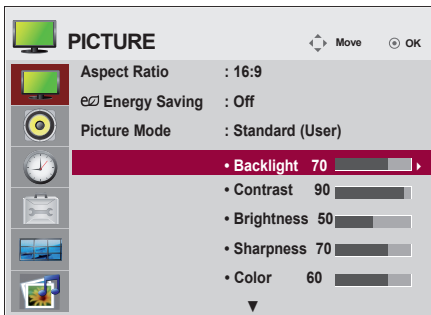 PICTURE Move OK
Aspect Ratio : 16:9
Energy Saving : Off
Picture Mode : Standard (User)
• Backlight 70
• Contrast 90
• Brightness 50
• Sharpness 70
• Color 60